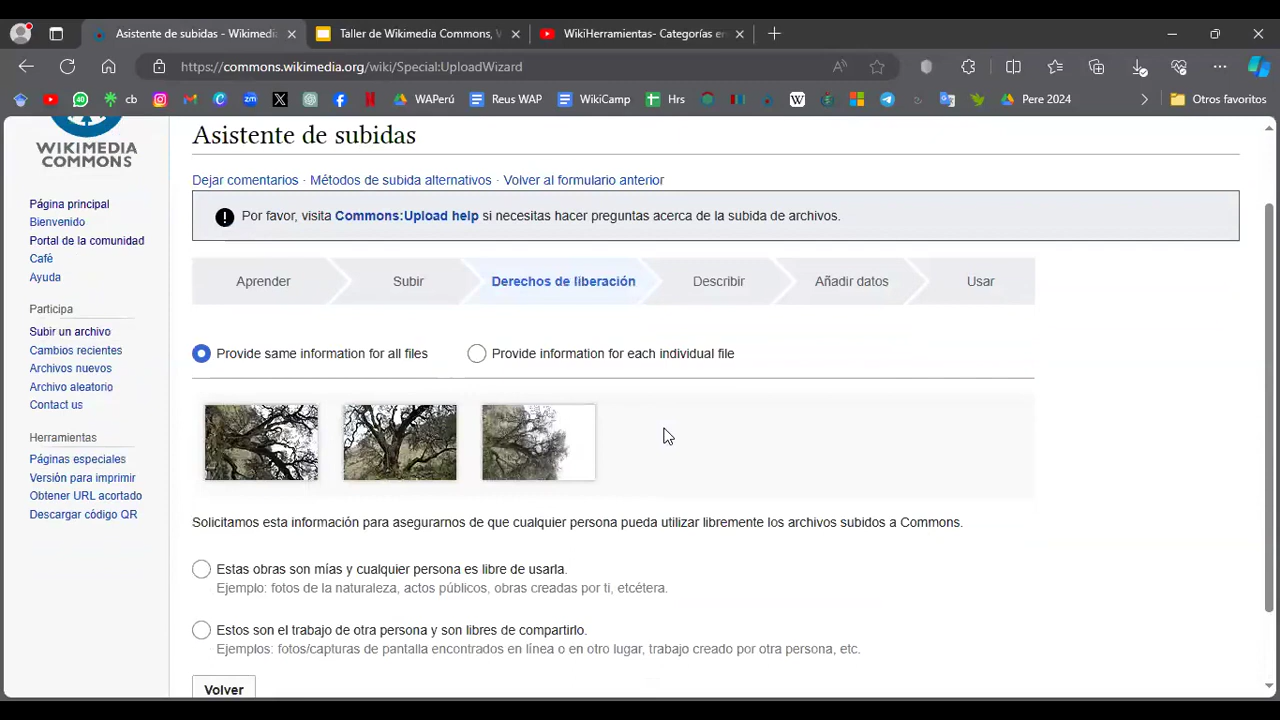 Asistente de subidas - Wikimedia
Taller de Wikimedia Commons, V
WikiHerramientas- Categorías en
https://commons.wikimedia.org/wiki/Special:UploadWizard
cb
WAPerú
Reus WAP
WikiCamp
Hrs
Pere 2024
Otros favoritos
WIKIMEDIA
COMMONS
Página principal
Bienvenido
Portal de la comunidad
Café
Ayuda
Participa
Subir un archivo
Cambios recientes
Archivos nuevos
Archivo aleatorio
Contact us
Herramientas
Páginas especiales
Versión para imprimir
Obtener URL acortado
Descargar código QR
Asistente de subidas
Dejar comentarios · Métodos de subida alternativos · Volver al formulario anterior
Por favor, visita Commons:Upload help si necesitas hacer preguntas acerca de la subida de archivos.
Aprender
Subir
Derechos de liberación
Describir
Añadir datos
Usar
Provide same information for all files
Provide information for each individual file
Solicitamos esta información para asegurarnos de que cualquier persona pueda utilizar libremente los archivos subidos a Commons.
Estas obras son mías y cualquier persona es libre de usarla.
Ejemplo: fotos de la naturaleza, actos públicos, obras creadas por ti, etcétera.
Estos son el trabajo de otra persona y son libres de compartirlo.
Ejemplos: fotos/capturas de pantalla encontrados en línea o en otro lugar, trabajo creado por otra persona, etc.
Volver